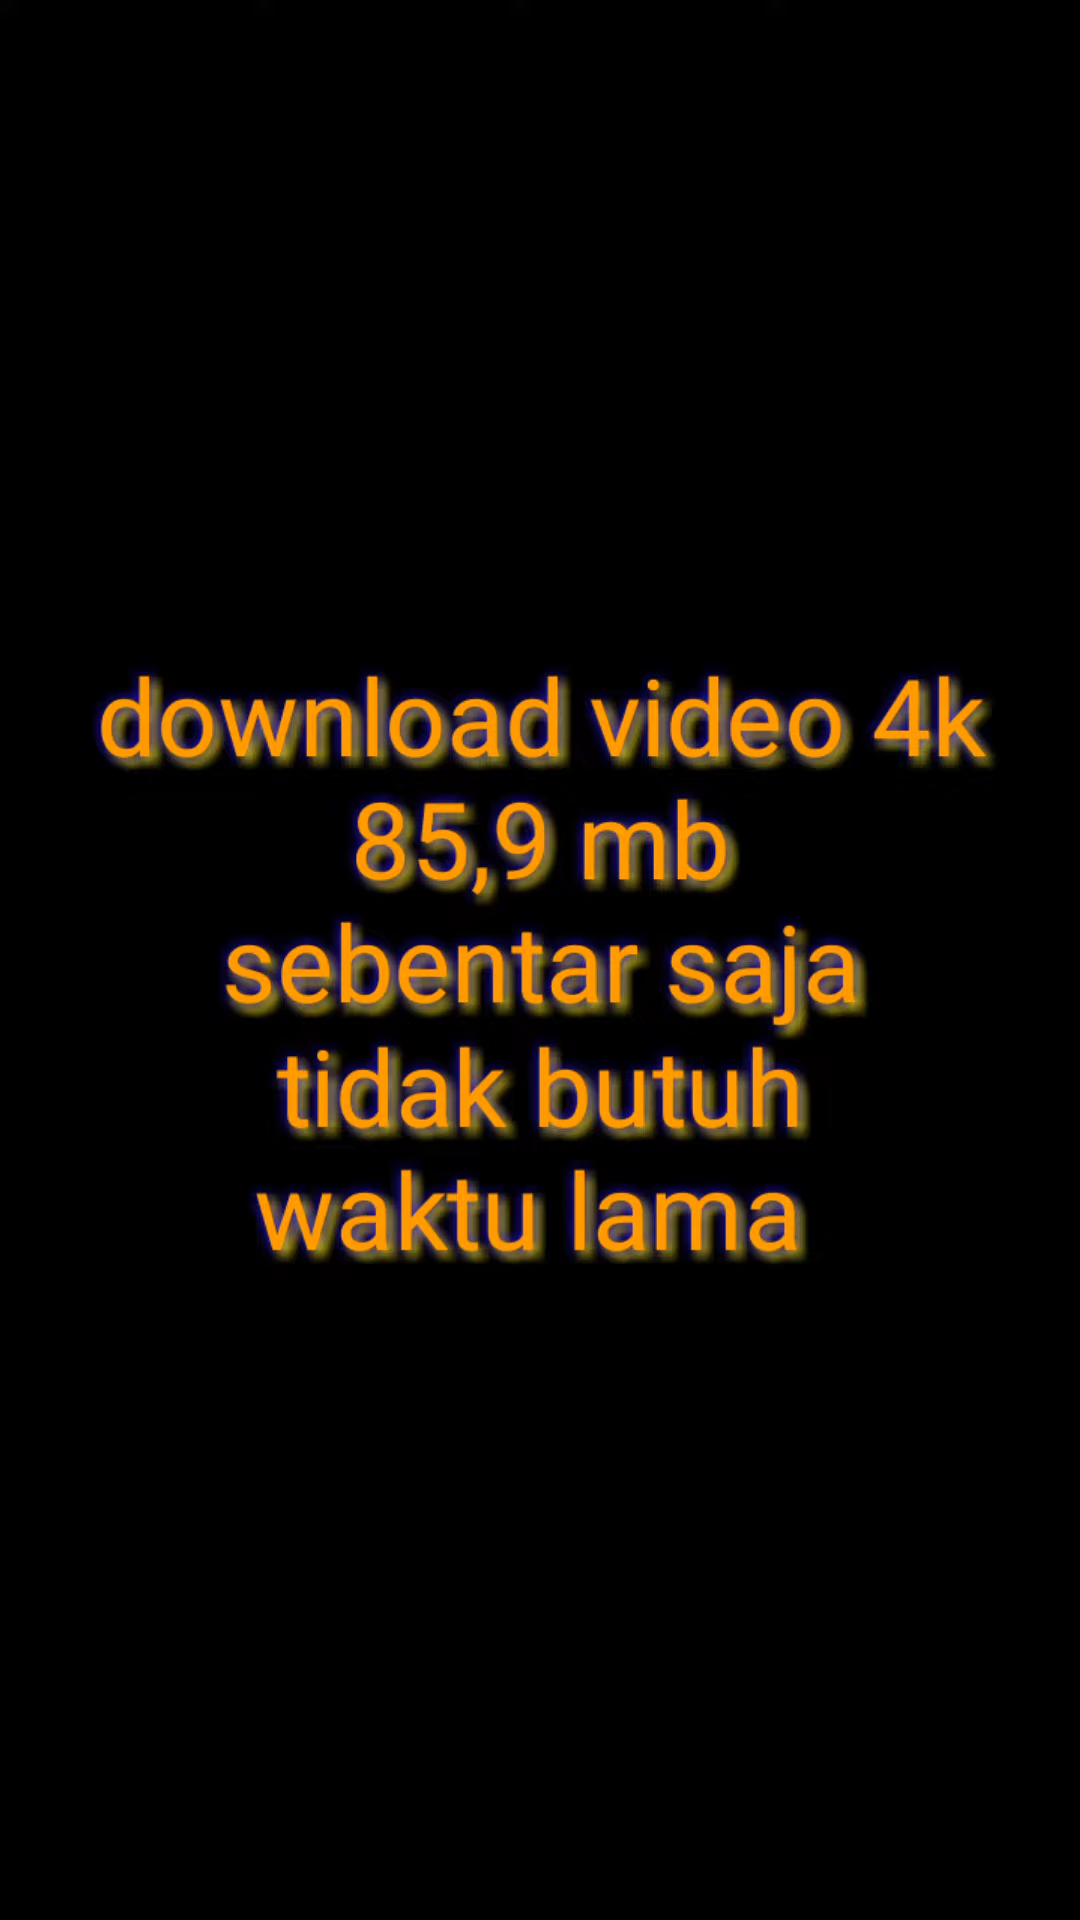 download video 4k
85,9 mb
sebentar saja
tidak butuh
waktu lama